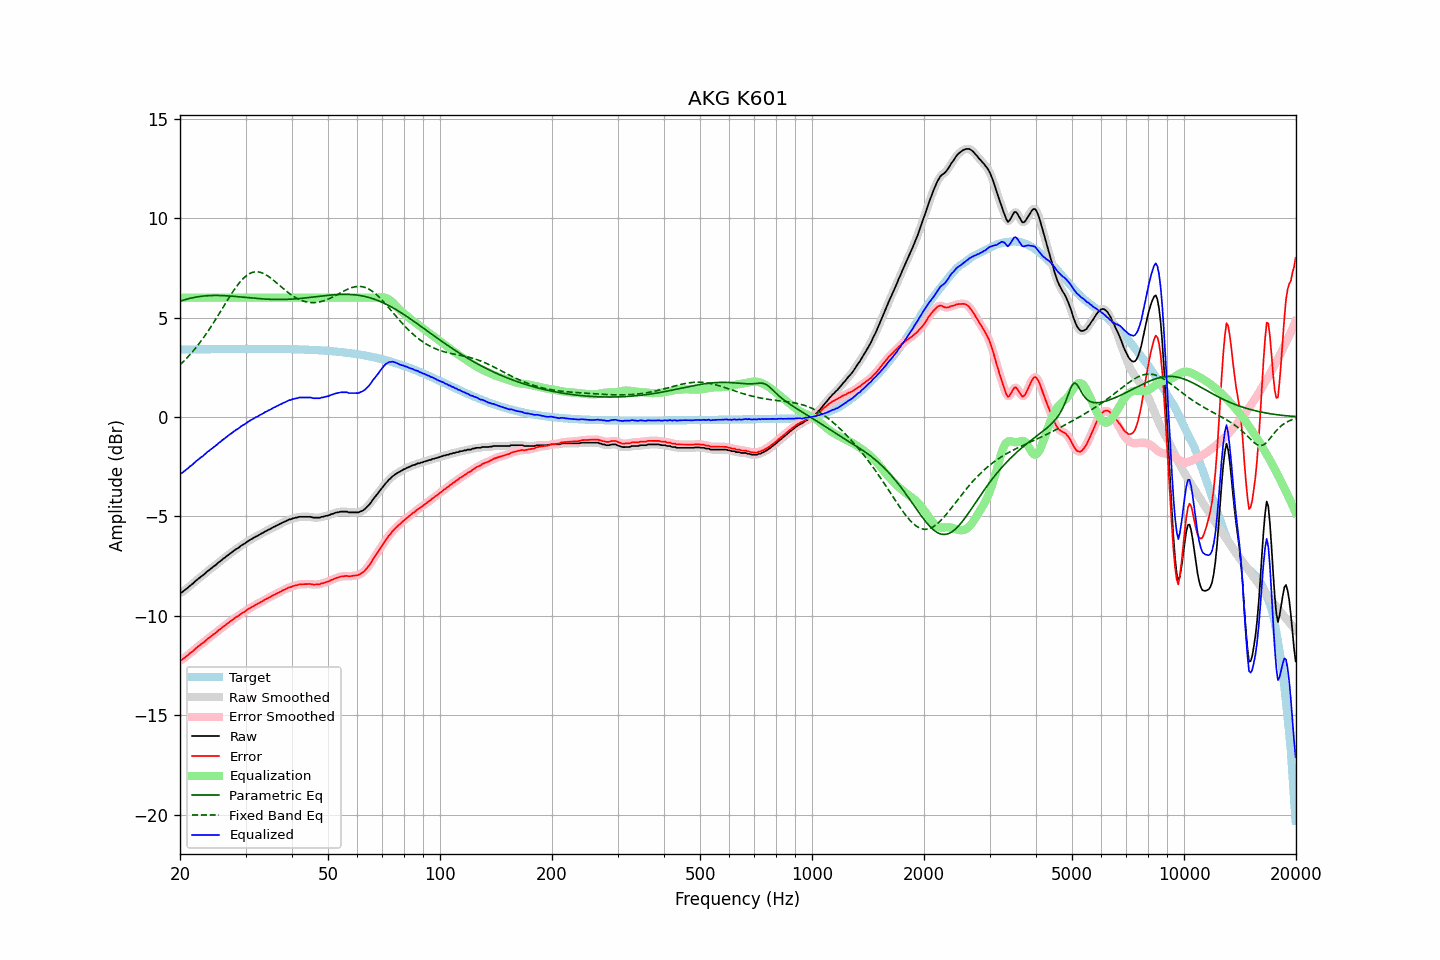 AKG K601
15
10
5
0
−5
−10
−15
−20
Amplitude (dBr)
Target
Raw Smoothed
Error Smoothed
Raw
Error
Equalization
Parametric Eq
Fixed Band Eq
Equalized
20 50 100 200 500 1000 2000 5000 10000 20000
Frequency (Hz)